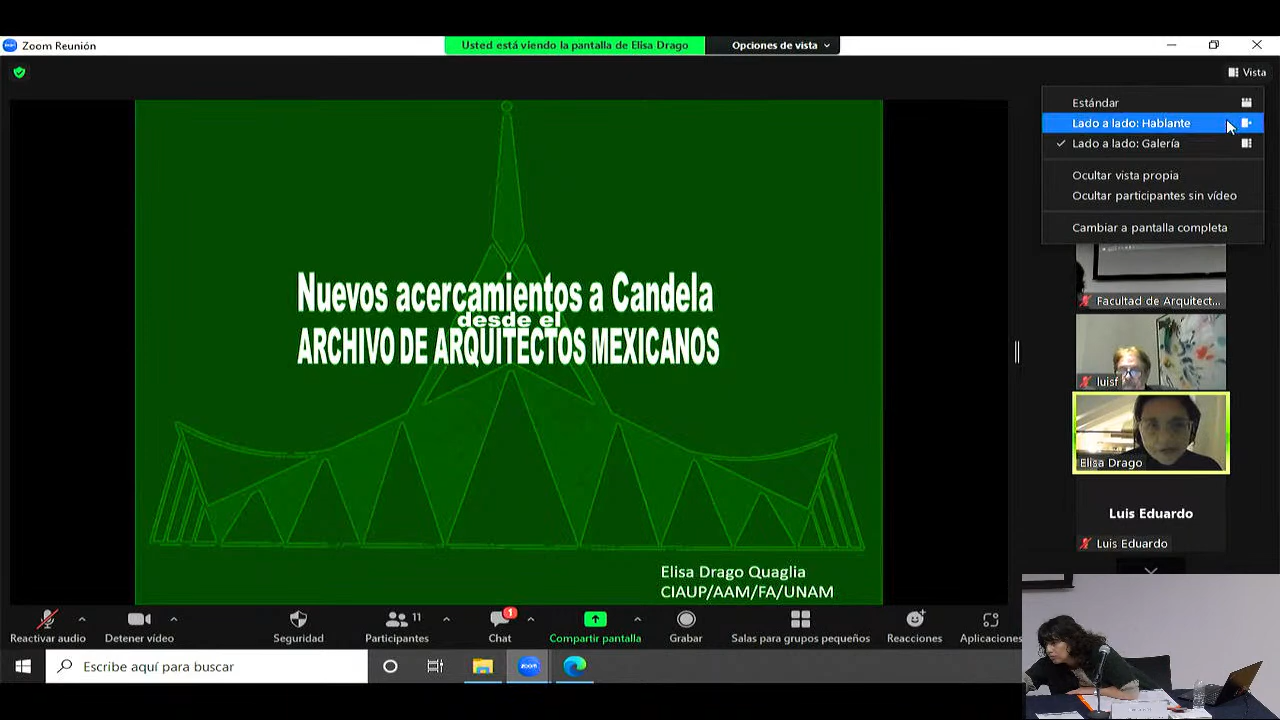 Zoom Reunión
Usted está viendo la pantalla de Elisa Drago
Opciones de vista
Vista
Estándar
Lado a lado: Hablante
Lado a lado: Galería
Ocultar vista propia
Ocultar participantes sin vídeo
Cambiar a pantalla completa
Nuevos acercamientos a Candela
desde el
ARCHIVO DE ARQUITECTOS MEXICANOS
Elisa Drago Quaglia
CIAUP/AAM/FA/UNAM
Facultad de Arquitect...
luisf
Elisa Drago
Luis Eduardo
Luis Eduardo
Reactivar audio
Detener vídeo
Seguridad
11
Participantes
1
Chat
Compartir pantalla
Grabar
Salas para grupos pequeños
Reacciones
Aplicaciones
Escribe aquí para buscar
zoom